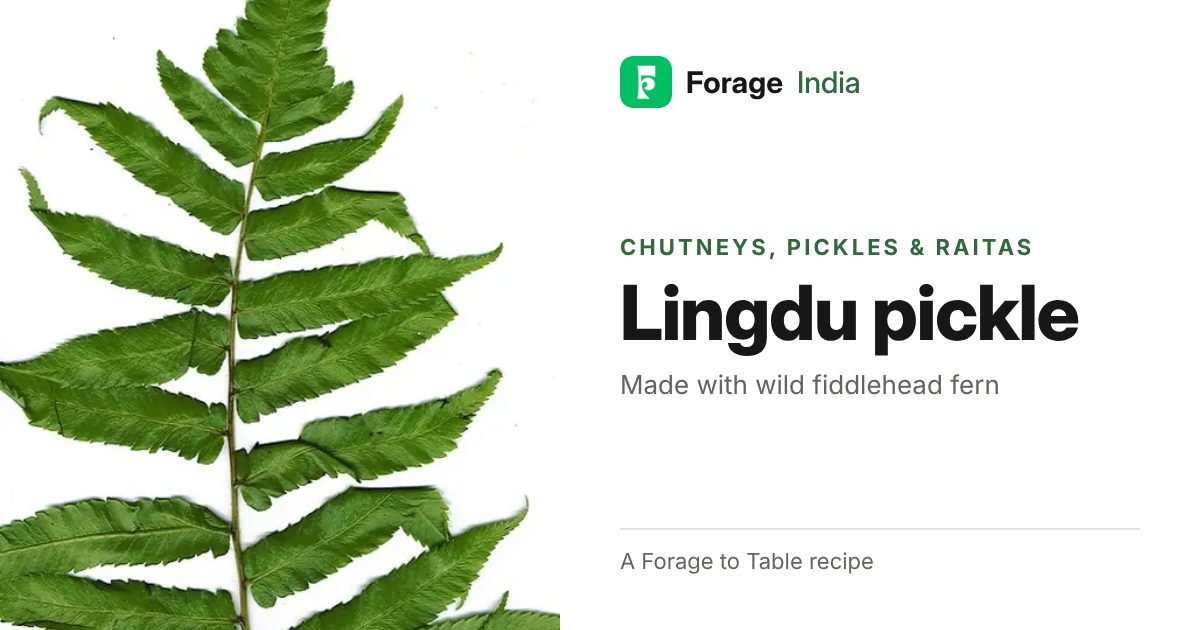 Forage India
CHUTNEYS, PICKLES & RAITAS
Lingdu pickle
Made with wild fiddlehead fern
A Forage to Table recipe